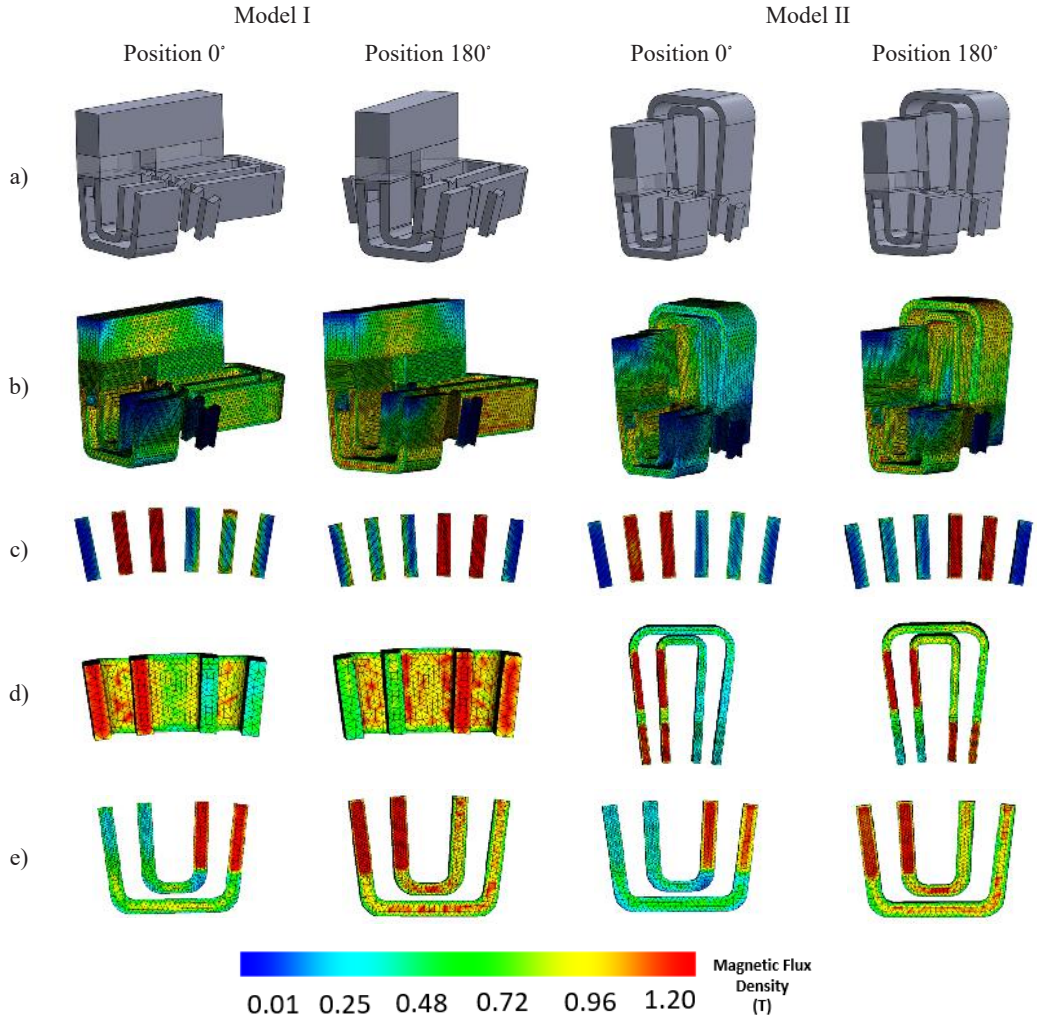 Model I Model II
Position 0˚ Position 180˚ Position 0˚ Position 180˚
a)
b)
c)
d)
e)
0.01 0.25 0.48 0.72 0.96 1.20
Magnetic Flux
Density
(T)